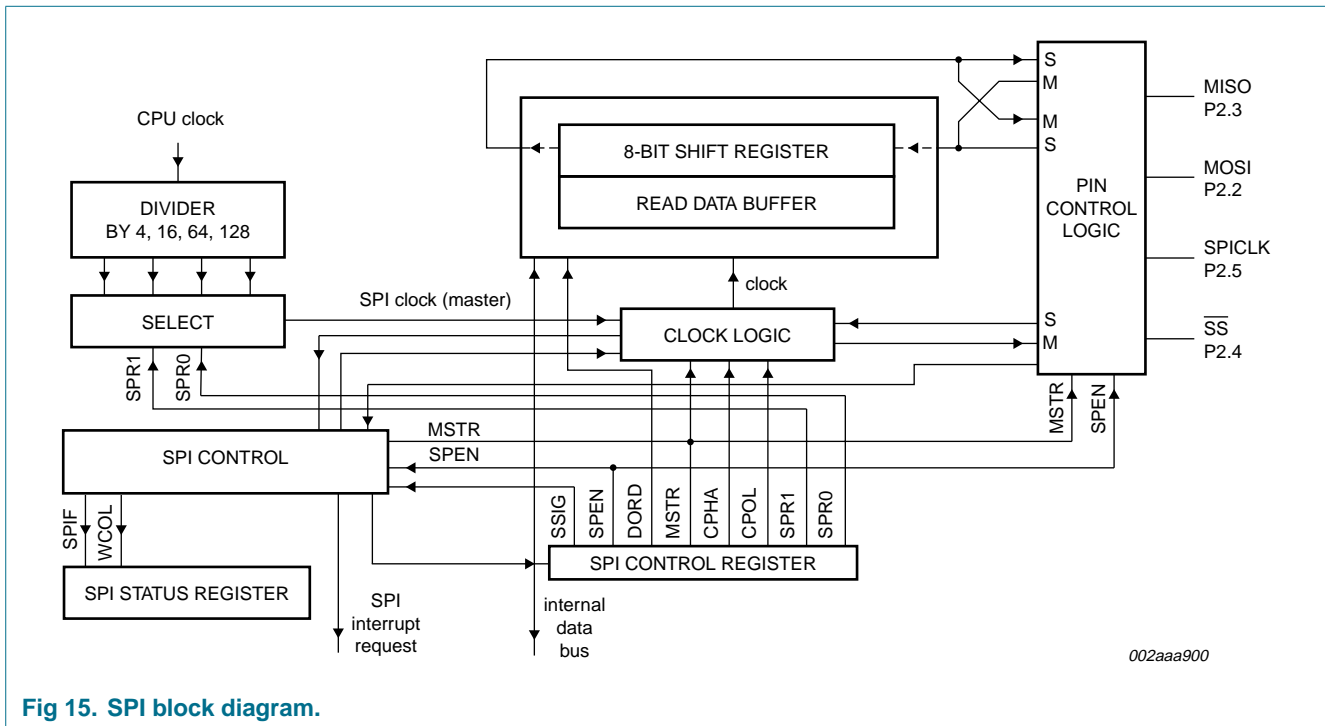 CPU clock
DIVIDER
BY 4, 16, 64, 128
SELECT
SPR1
SPR0
SPI clock (master)
8-BIT SHIFT REGISTER
READ DATA BUFFER
clock
CLOCK LOGIC
S
M
M
S
PIN
CONTROL
LOGIC
S
M
MISO
P2.3
MOSI
P2.2
SPICLK
P2.5
SS
P2.4
MSTR
SPEN
SPI CONTROL
MSTR
SPEN
SPIF
WCOL
SPI STATUS REGISTER
SSIG
SPEN
DORD
MSTR
CPHA
CPOL
SPR1
SPR0
SPI CONTROL REGISTER
SPI
interrupt
request
internal
data
bus
002aaa900
Fig 15. SPI block diagram.